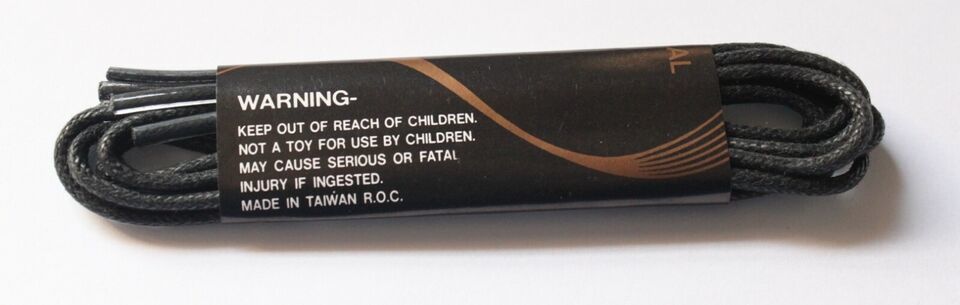 WARNING-
KEEP OUT OF REACH OF CHILDREN.
NOT A TOY FOR USE BY CHILDREN.
MAY CAUSE SERIOUS OR FATAL
INJURY IF INGESTED.
MADE IN TAIWAN R.O.C.
AL